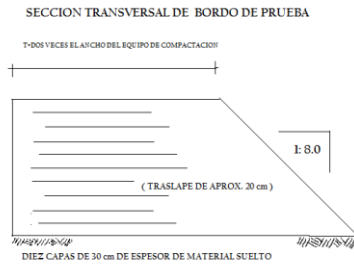 SECCION TRANSVERSAL DE BORDO DE PRUEBA
T=DOS VECES EL ANCHO DEL EQUIPO DE COMPACTACION
1: 8.0
( TRASLAPE DE APROX. 20 cm )
DIEZ CAPAS DE 30 cm DE ESPESOR DE MATERIAL SUELTO